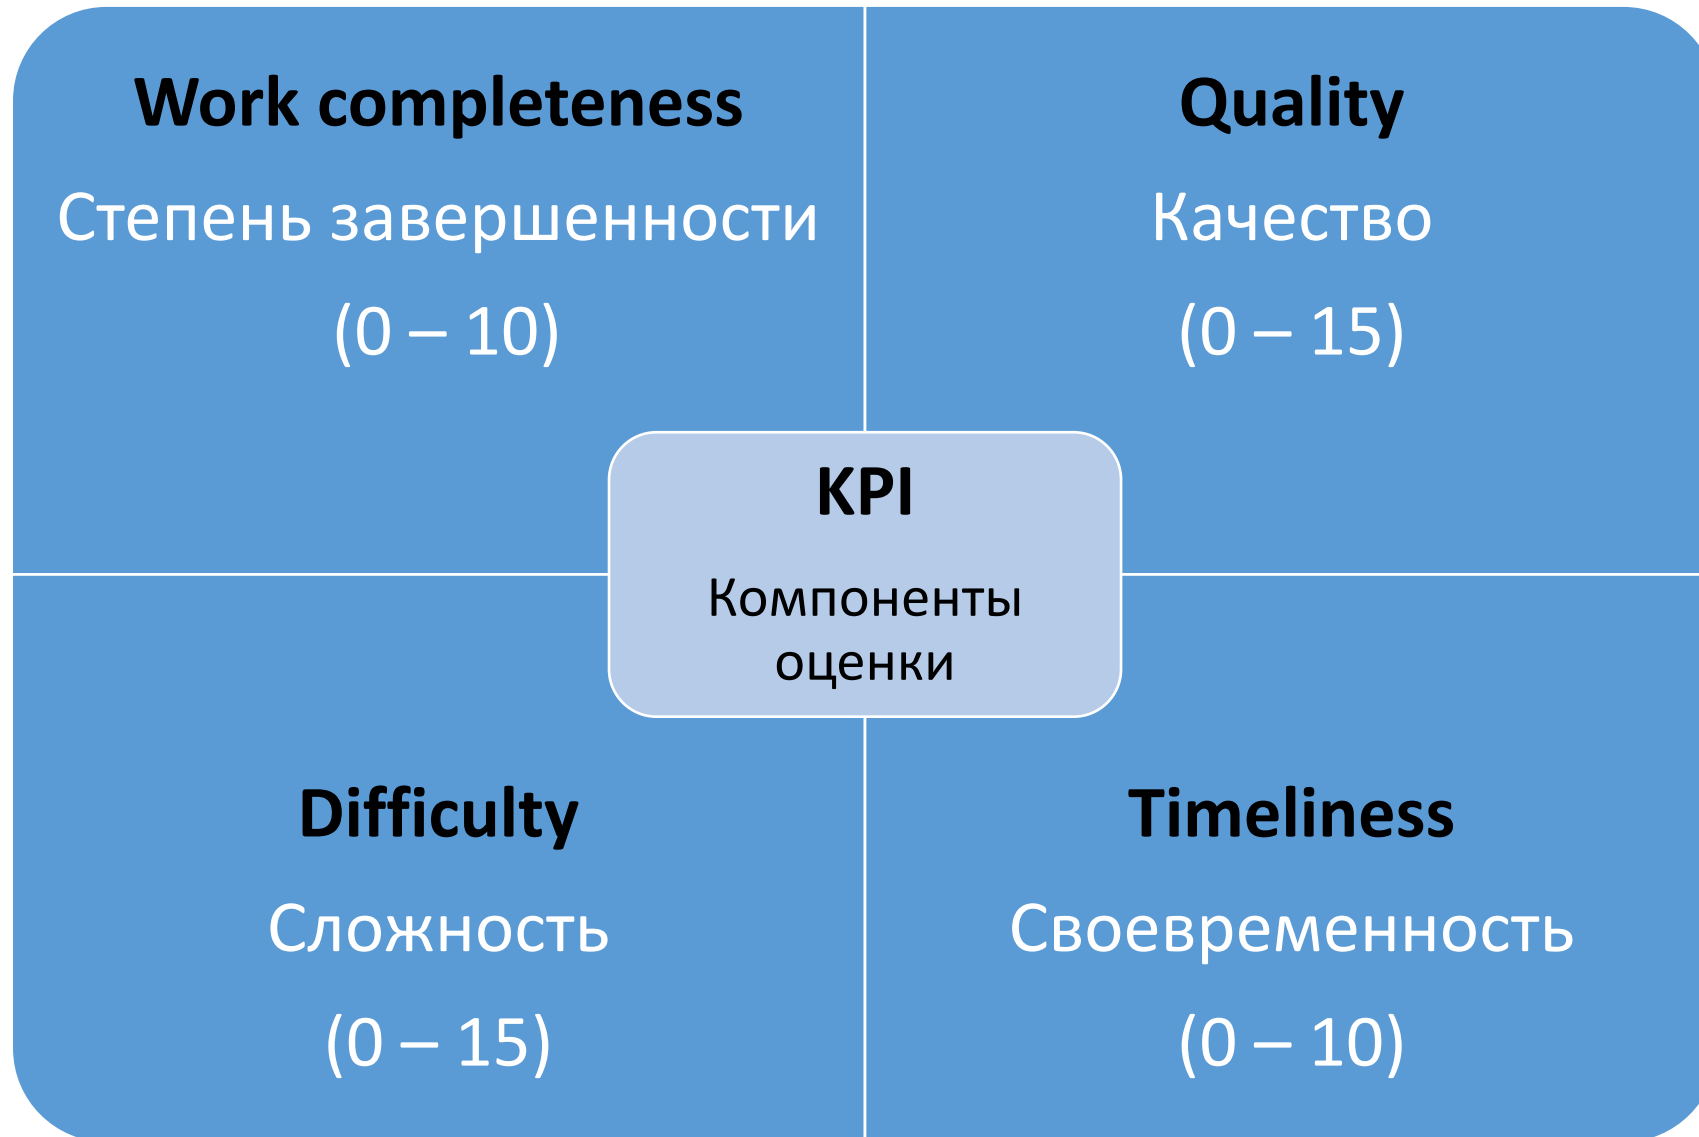 Work completeness
Степень завершенности
(0 – 10)
Quality
Качество
(0 – 15)
KPI
Компоненты
оценки
Difficulty
Сложность
(0 – 15)
Timeliness
Своевременность
(0 – 10)